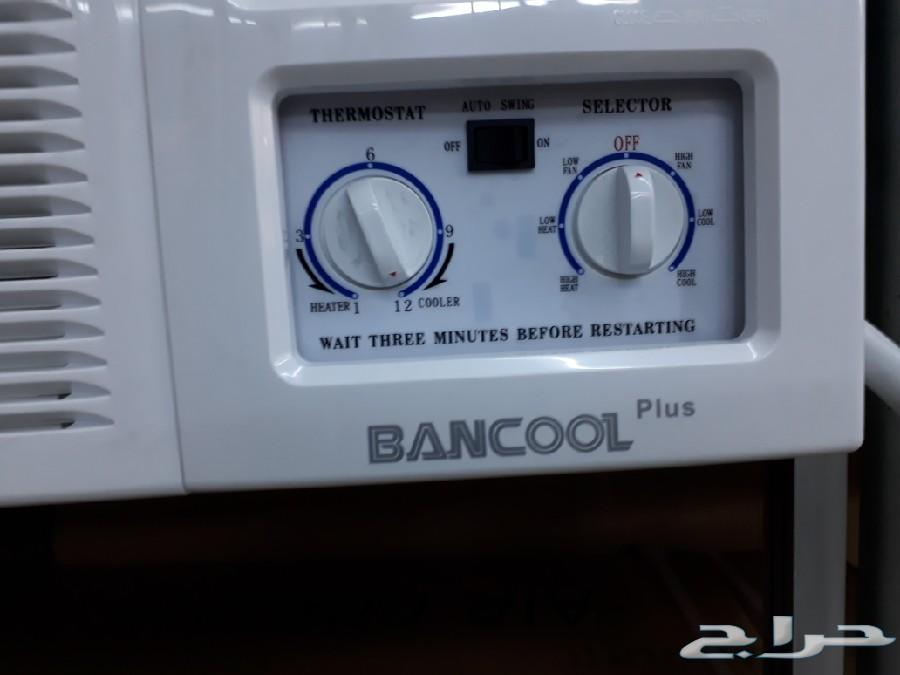 THERMOSTAT
AUTO SWING
SELECTOR
OFF
ON
6
3
9
HEATER 1
12 COOLER
OFF
LOW FAN
HIGH FAN
LOW HEAT
LOW COOL
HIGH HEAT
HIGH COOL
WAIT THREE MINUTES BEFORE RESTARTING
BANCOOL Plus
حراج